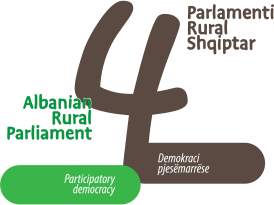 Parlamenti
Rural
Shqiptar
Albanian
Rural
Parliament
Demokraci
pjesëmarrëse
Participatory
democracy